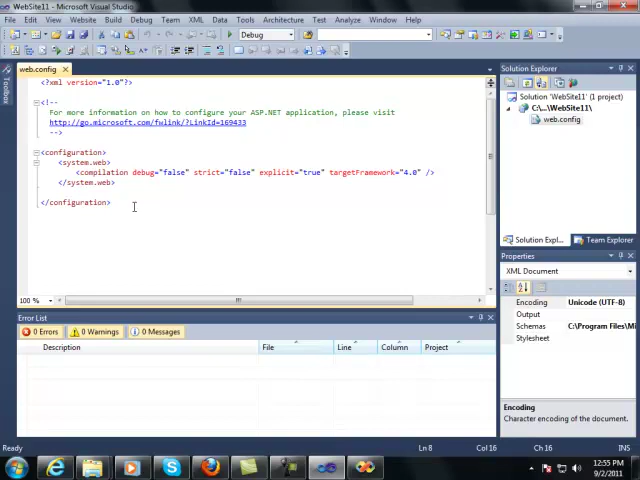 WebSite11 - Microsoft Visual Studio
File Edit View Website Build Debug Team XML Data Tools Architecture Test Analyze Window Help
Debug
web.config
Toolbox
<?xml version="1.0"?>
<!--
For more information on how to configure your ASP.NET application, please visit
http://go.microsoft.com/fwlink/?LinkId=169433
-->
<configuration>
<system.web>
<compilation debug="false" strict="false" explicit="true" targetFramework="4.0" />
</system.web>
</configuration>
100 %
Solution Explorer
Solution 'WebSite11' (1 project)
C:\...\WebSite11\
web.config
Solution Expl...
Team Explorer
Properties
XML Document
Encoding Unicode (UTF-8)
Output
Schemas C:\Program Files/Mi
Stylesheet
Encoding
Character encoding of the document.
Error List
0 Errors
0 Warnings
0 Messages
Description File Line Column Project
Ready
Ln 8 Col 16 Ch 16 INS
12:55 PM
9/2/2011